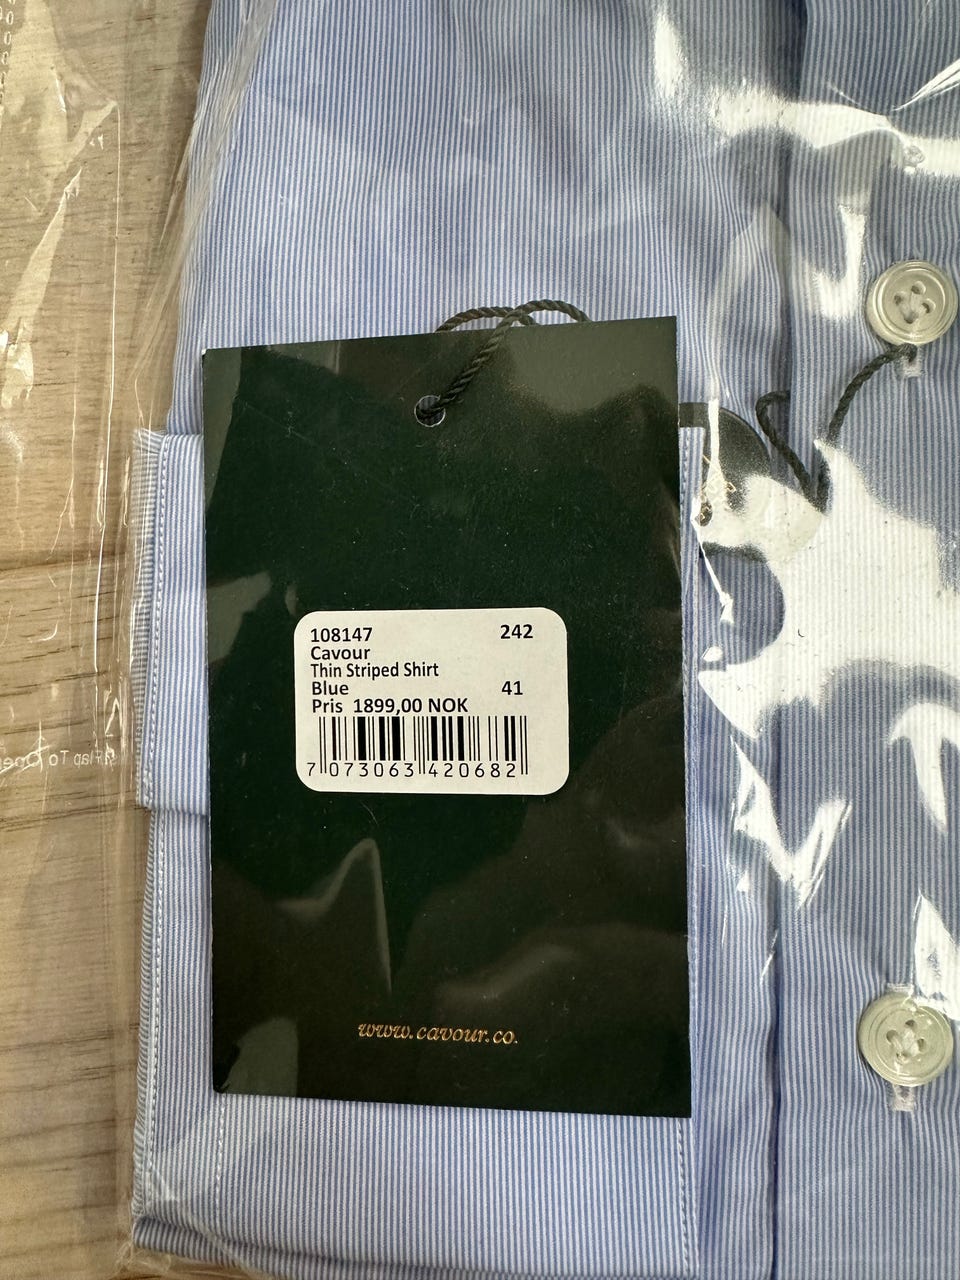 108147 242
Cavour
Thin Striped Shirt
Blue 41
Pris 1899,00 NOK
7 073063 420682
www.cavour.co.